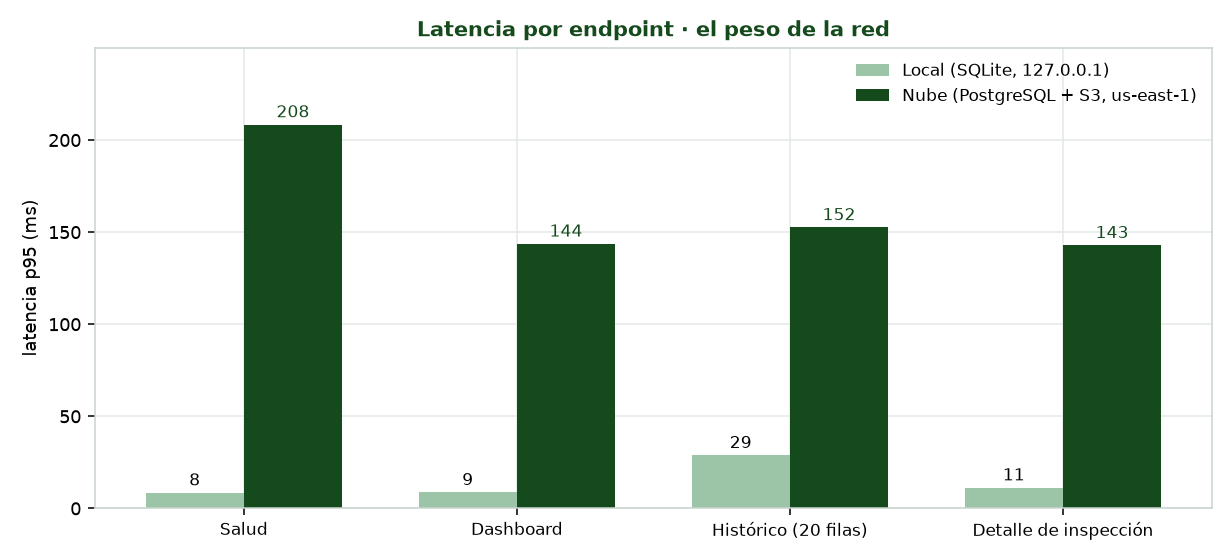 Latencia por endpoint · el peso de la red
Local (SQLite, 127.0.0.1)
Nube (PostgreSQL + S3, us-east-1)
latencia p95 (ms)
200
150
100
50
0
208
144
152
143
8
9
29
11
Salud
Dashboard
Histórico (20 filas)
Detalle de inspección